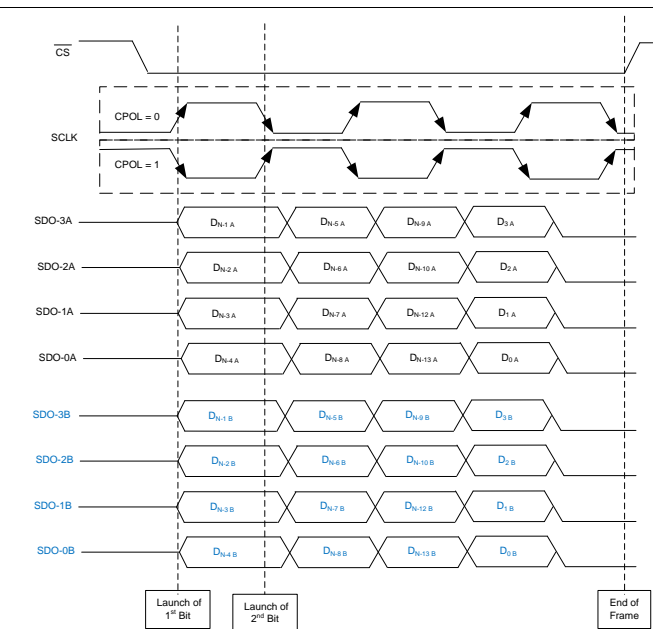 CS
CPOL = 0
SCLK
CPOL = 1
SDO-3A DN-1 A DN-5 A DN-9 A D3 A
SDO-2A DN-2 A DN-6 A DN-10 A D2 A
SDO-1A DN-3 A DN-7 A DN-12 A D1 A
SDO-0A DN-4 A DN-8 A DN-13 A D0 A
SDO-3B DN-1 B DN-5 B DN-9 B D3 B
SDO-2B DN-2 B DN-6 B DN-10 B D2 B
SDO-1B DN-3 B DN-7 B DN-12 B D1 B
SDO-0B DN-4 B DN-8 B DN-13 B D0 B
Launch of
1st Bit
Launch of
2nd Bit
End of
Frame